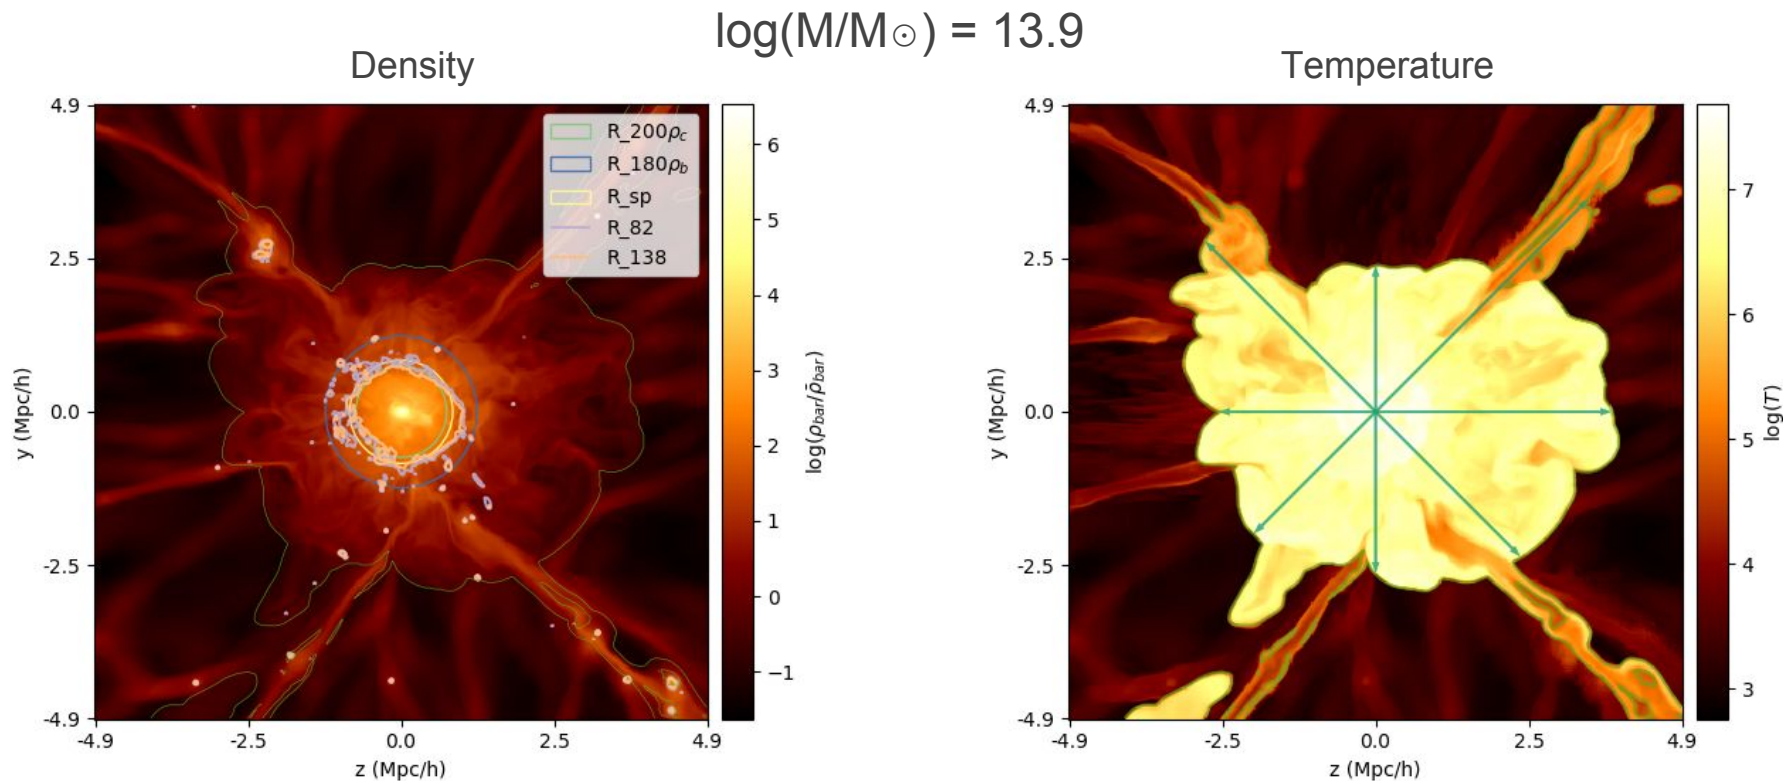 log(M/M☉) = 13.9
Density
4.9
2.5
0.0
-2.5
-4.9
y (Mpc/h)
-4.9 -2.5 0.0 2.5 4.9
z (Mpc/h)
R_200ρc
R_180ρb
R_sp
R_82
R_138
6
5
4
3
2
1
0
−1
log(ρbar/ρ̄bar)
Temperature
4.9
2.5
0.0
-2.5
-4.9
y (Mpc/h)
-4.9 -2.5 0.0 2.5 4.9
z (Mpc/h)
7
6
5
4
3
log(T)